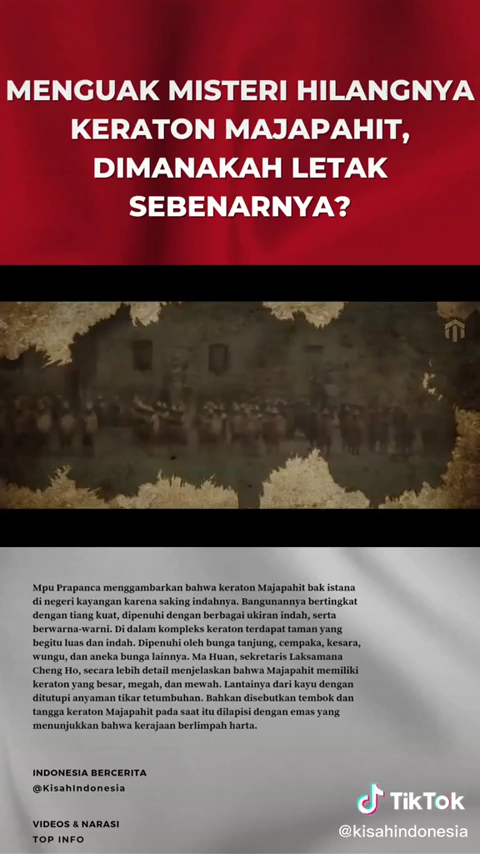 MENGUAK MISTERI HILANGNYA
KERATON MAJAPAHIT,
DIMANAKAH LETAK
SEBENARNYA?
Mpu Prapanca menggambarkan bahwa keraton Majapahit bak istana
di negeri kayangan karena saking indahnya. Bangunannya bertingkat
dengan tiang kuat, dipenuhi dengan berbagai ukiran indah, serta
berwarna-warni. Di dalam kompleks keraton terdapat taman yang
begitu luas dan indah. Dipenuhi oleh bunga tanjung, cempaka, kesara,
wungu, dan aneka bunga lainnya. Ma Huan, sekretaris Laksamana
Cheng Ho, secara lebih detail menjelaskan bahwa Majapahit memiliki
keraton yang besar, megah, dan mewah. Lantainya dari kayu dengan
ditutupi anyaman tikar tetumbuhan. Bahkan disebutkan tembok dan
tangga keraton Majapahit pada saat itu dilapisi dengan emas yang
menunjukkan bahwa kerajaan berlimpah harta.
INDONESIA BERCERITA
@KisahIndonesia
VIDEOS & NARASI
TOP INFO
TikTok
@kisahindonesia